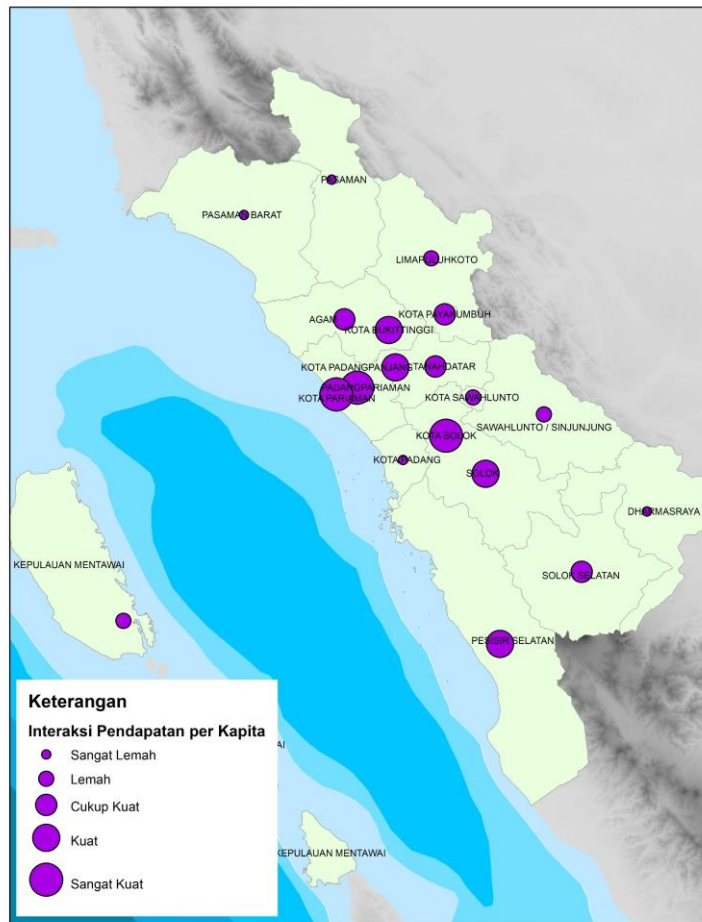 PASAMAN
PASAMAN BARAT
LIMAPULUHKOTO
KOTA PAYAKUMBUH
AGAM
KOTA BUKITTINGGI
KOTA PADANGPANJANG
TANAHDATAR
PADANGPARIAMAN
KOTA PARIAMAN
KOTA SAWAHLUNTO
SAWAHLUNTO / SINJUNJUNG
KOTA SOLOK
KOTA PADANG
SOLOK
DHARMASRAYA
KEPULAUAN MENTAWAI
SOLOK SELATAN
PESISIR SELATAN
Keterangan
Interaksi Pendapatan per Kapita
Sangat Lemah
Lemah
Cukup Kuat
Kuat
Sangat Kuat
KEPULAUAN MENTAWAI